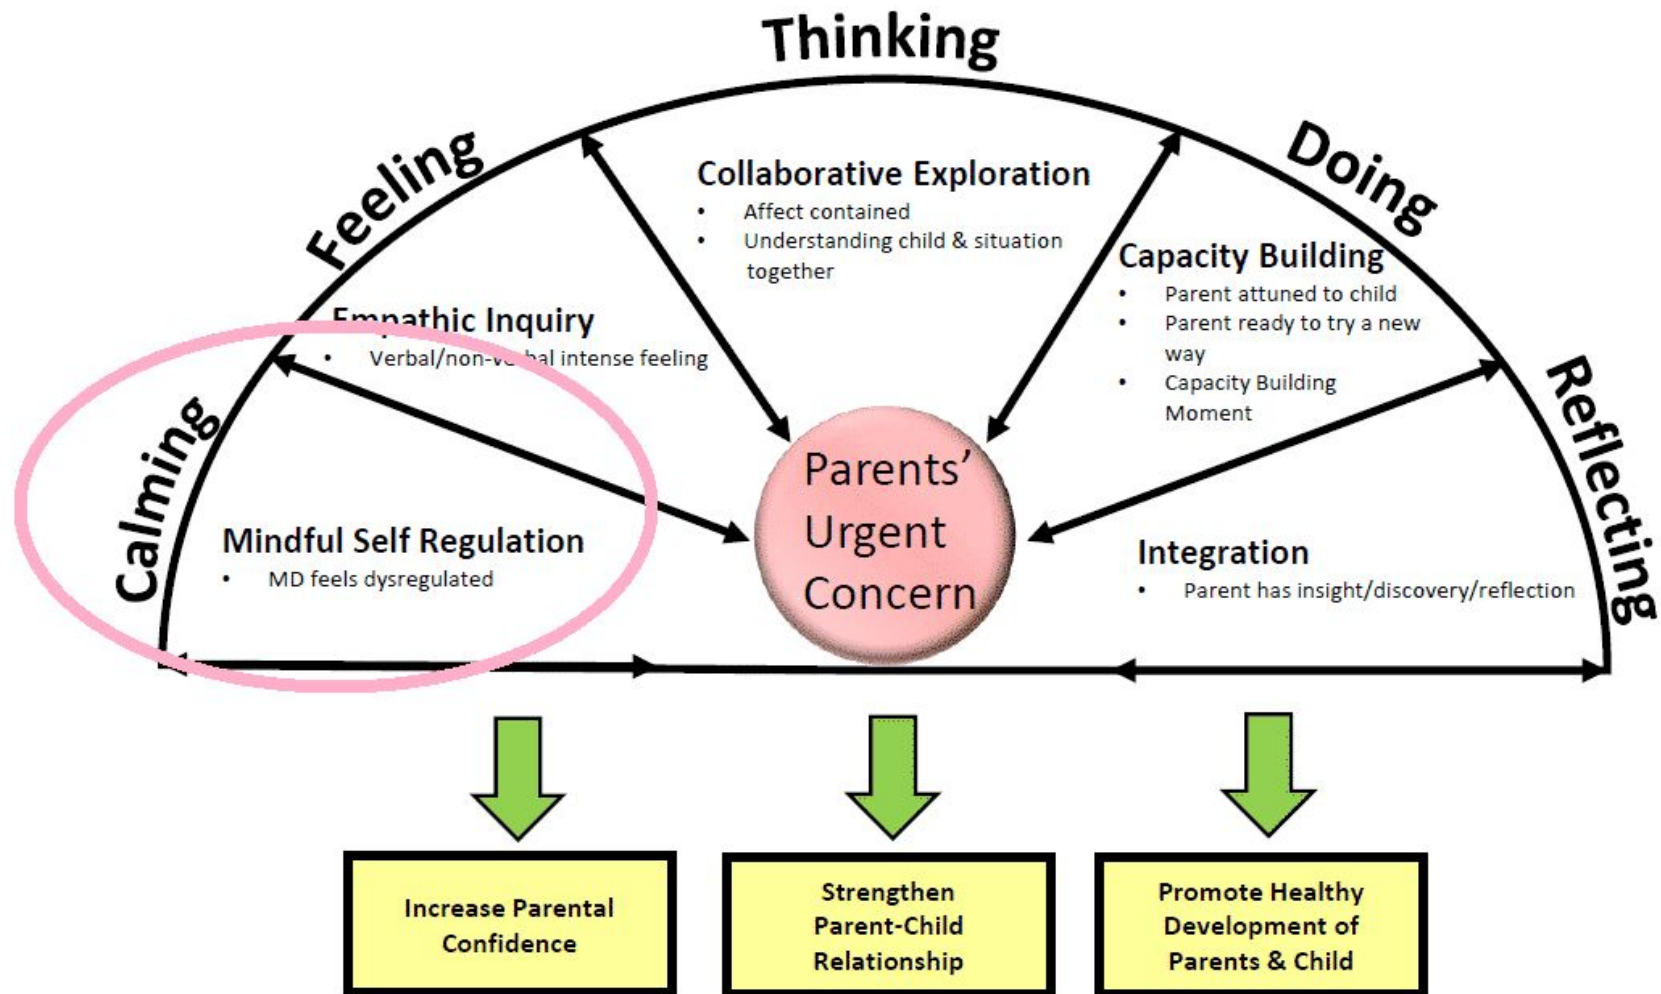 Thinking
Feeling
Doing
Calming
Reflecting
Collaborative Exploration
• Affect contained
• Understanding child & situation
together
Capacity Building
• Parent attuned to child
• Parent ready to try a new
way
• Capacity Building
Moment
Empathic Inquiry
• Verbal/non-verbal intense feeling
Mindful Self Regulation
• MD feels dysregulated
Parents’
Urgent
Concern
Integration
• Parent has insight/discovery/reflection
Increase Parental
Confidence
Strengthen
Parent-Child
Relationship
Promote Healthy
Development of
Parents & Child